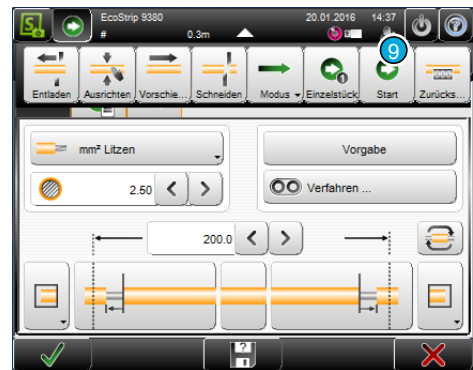 EcoStrip 9380
20.01.2016 14:37
# 0.3m
9
Entladen Ausrichten Vorschie... Schneiden Modus Einzelstück Start Zurücks...
mm² Litzen
Vorgabe
2.50
Verfahren ...
200.0